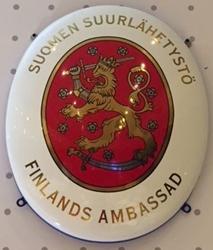 SUOMEN SUURLÄHETYSTÖ
FINLANDS AMBASSAD